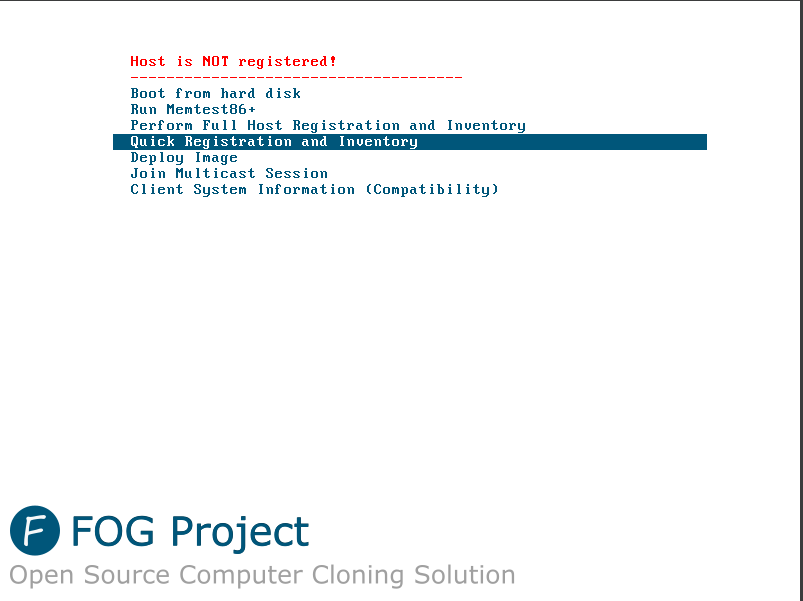 Host is NOT registered!
-------------------------------------
Boot from hard disk
Run Memtest86+
Perform Full Host Registration and Inventory
Quick Registration and Inventory
Deploy Image
Join Multicast Session
Client System Information (Compatibility)
F FOG Project
Open Source Computer Cloning Solution